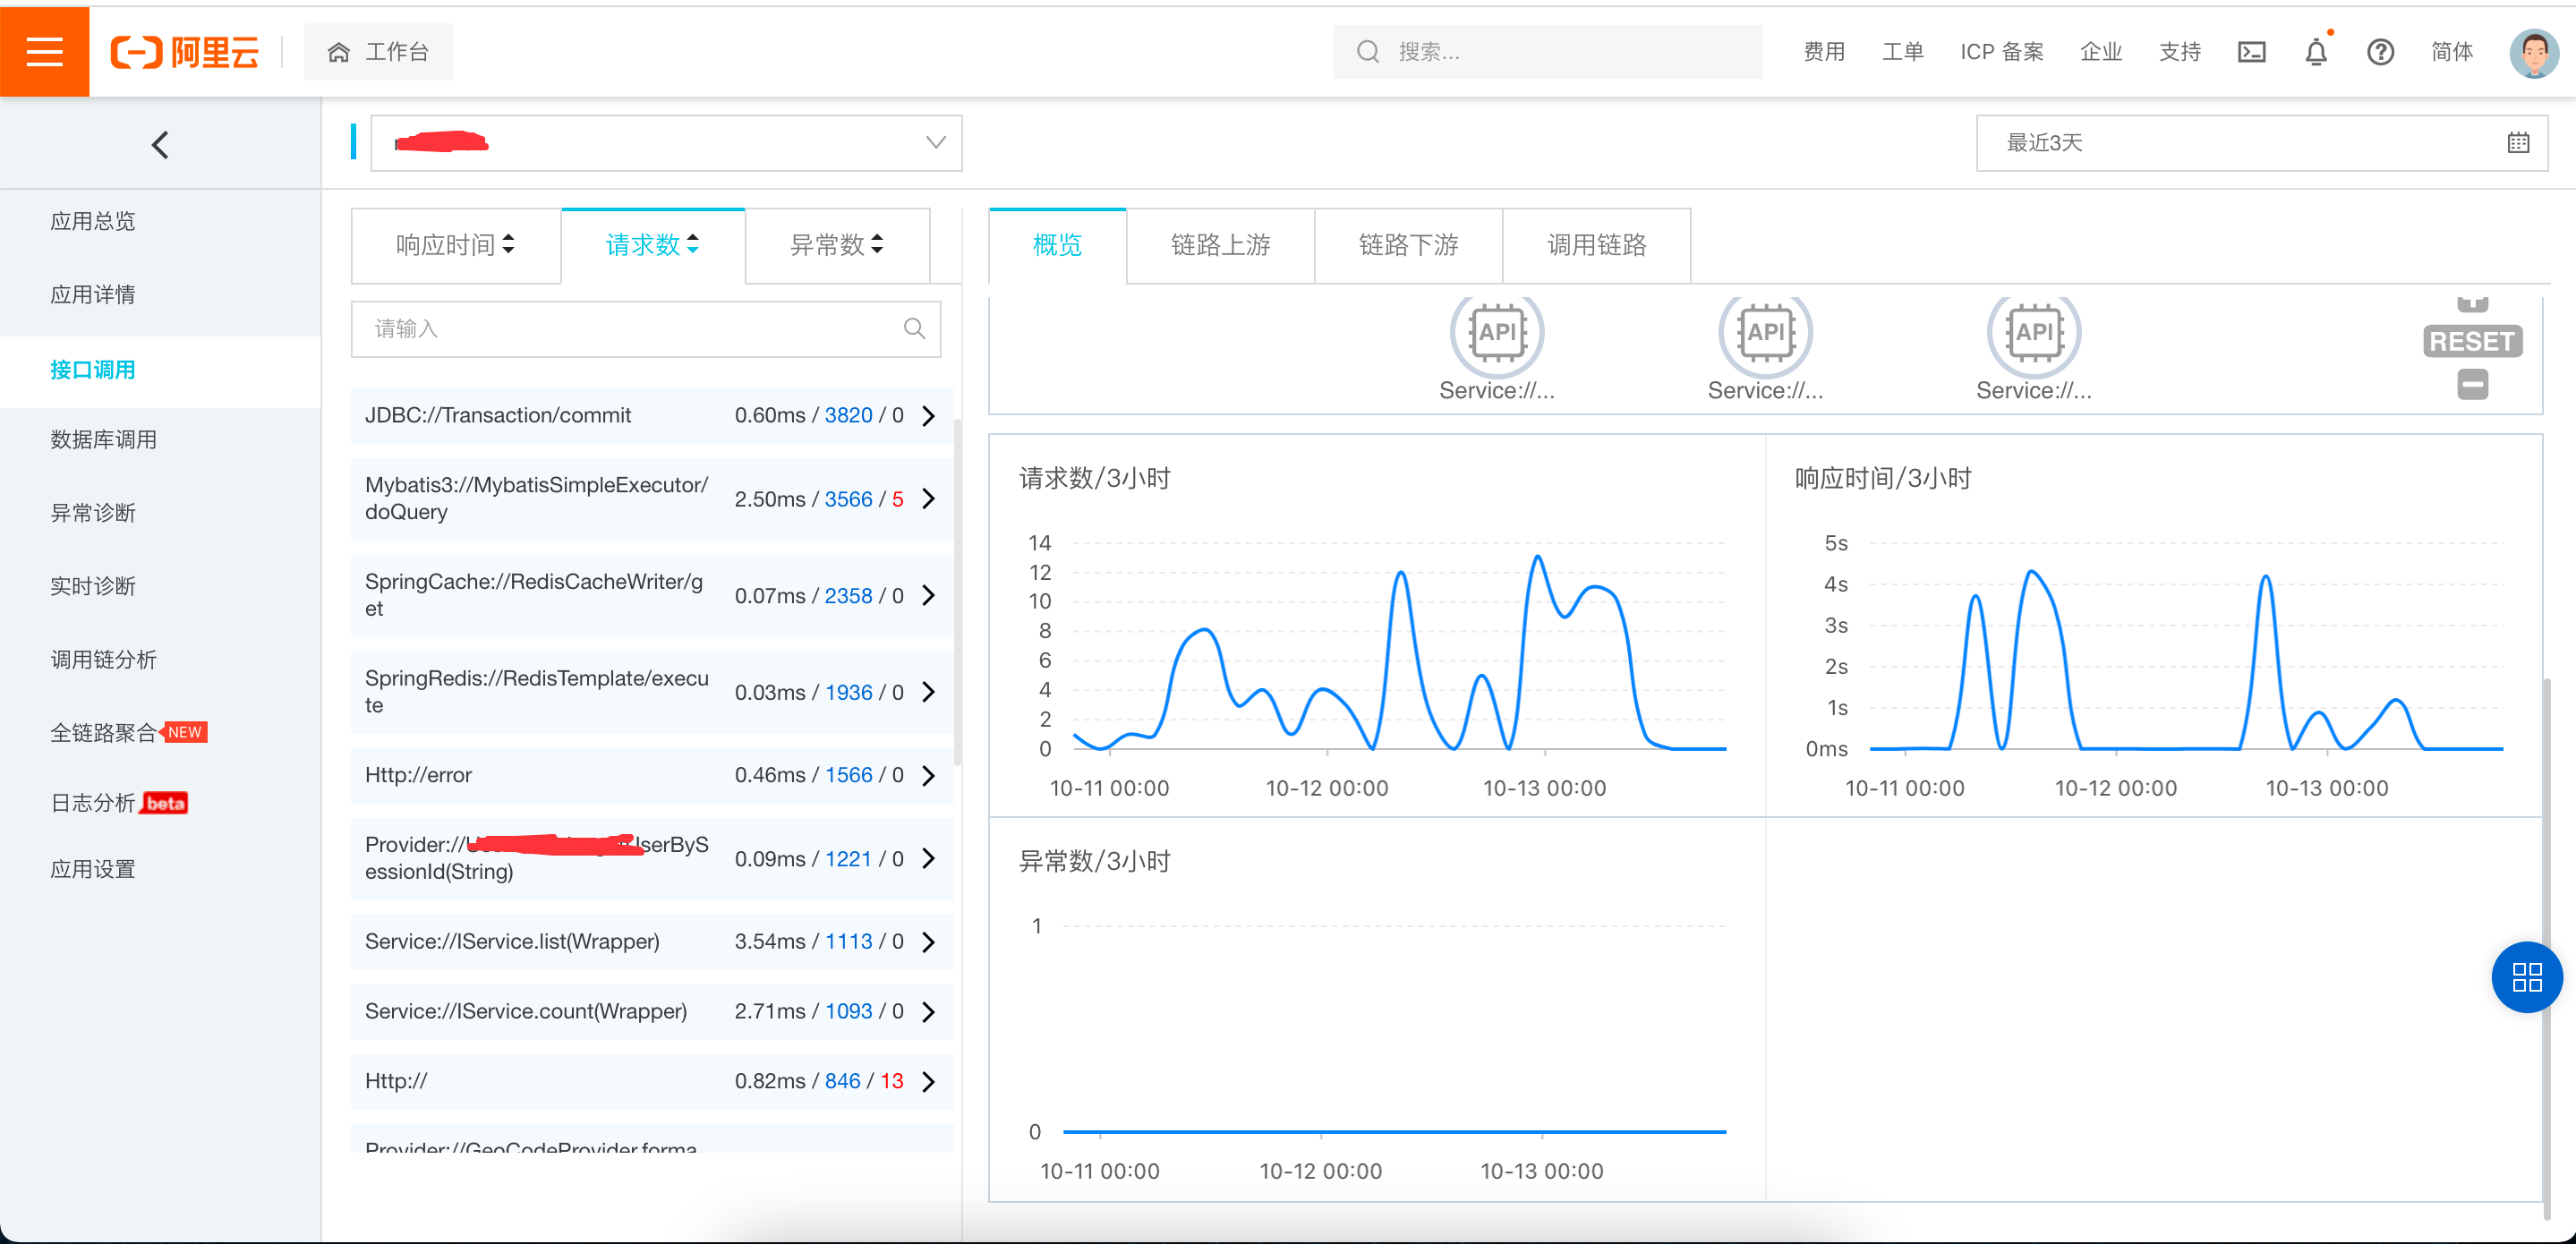 阿里云
工作台
搜索...
费用
工单
ICP 备案
企业
支持
简体
最近3天
应用总览
应用详情
接口调用
数据库调用
异常诊断
实时诊断
调用链分析
全链路聚合 NEW
日志分析 beta
应用设置
响应时间
请求数
异常数
请输入
JDBC://Transaction/commit
0.60ms / 3820 / 0
Mybatis3://MybatisSimpleExecutor/
doQuery
2.50ms / 3566 / 5
SpringCache://RedisCacheWriter/g
et
0.07ms / 2358 / 0
SpringRedis://RedisTemplate/execu
te
0.03ms / 1936 / 0
Http://error
0.46ms / 1566 / 0
Provider:// serByS
essionId(String)
0.09ms / 1221 / 0
Service://IService.list(Wrapper)
3.54ms / 1113 / 0
Service://IService.count(Wrapper)
2.71ms / 1093 / 0
Http://
0.82ms / 846 / 13
Provider://GeoCodeProvider.forma
概览
链路上游
链路下游
调用链路
API
API
API
Service://...
Service://...
Service://...
RESET
请求数/3小时
14
12
10
8
6
4
2
0
10-11 00:00
10-12 00:00
10-13 00:00
响应时间/3小时
5s
4s
3s
2s
1s
0ms
10-11 00:00
10-12 00:00
10-13 00:00
异常数/3小时
1
0
10-11 00:00
10-12 00:00
10-13 00:00